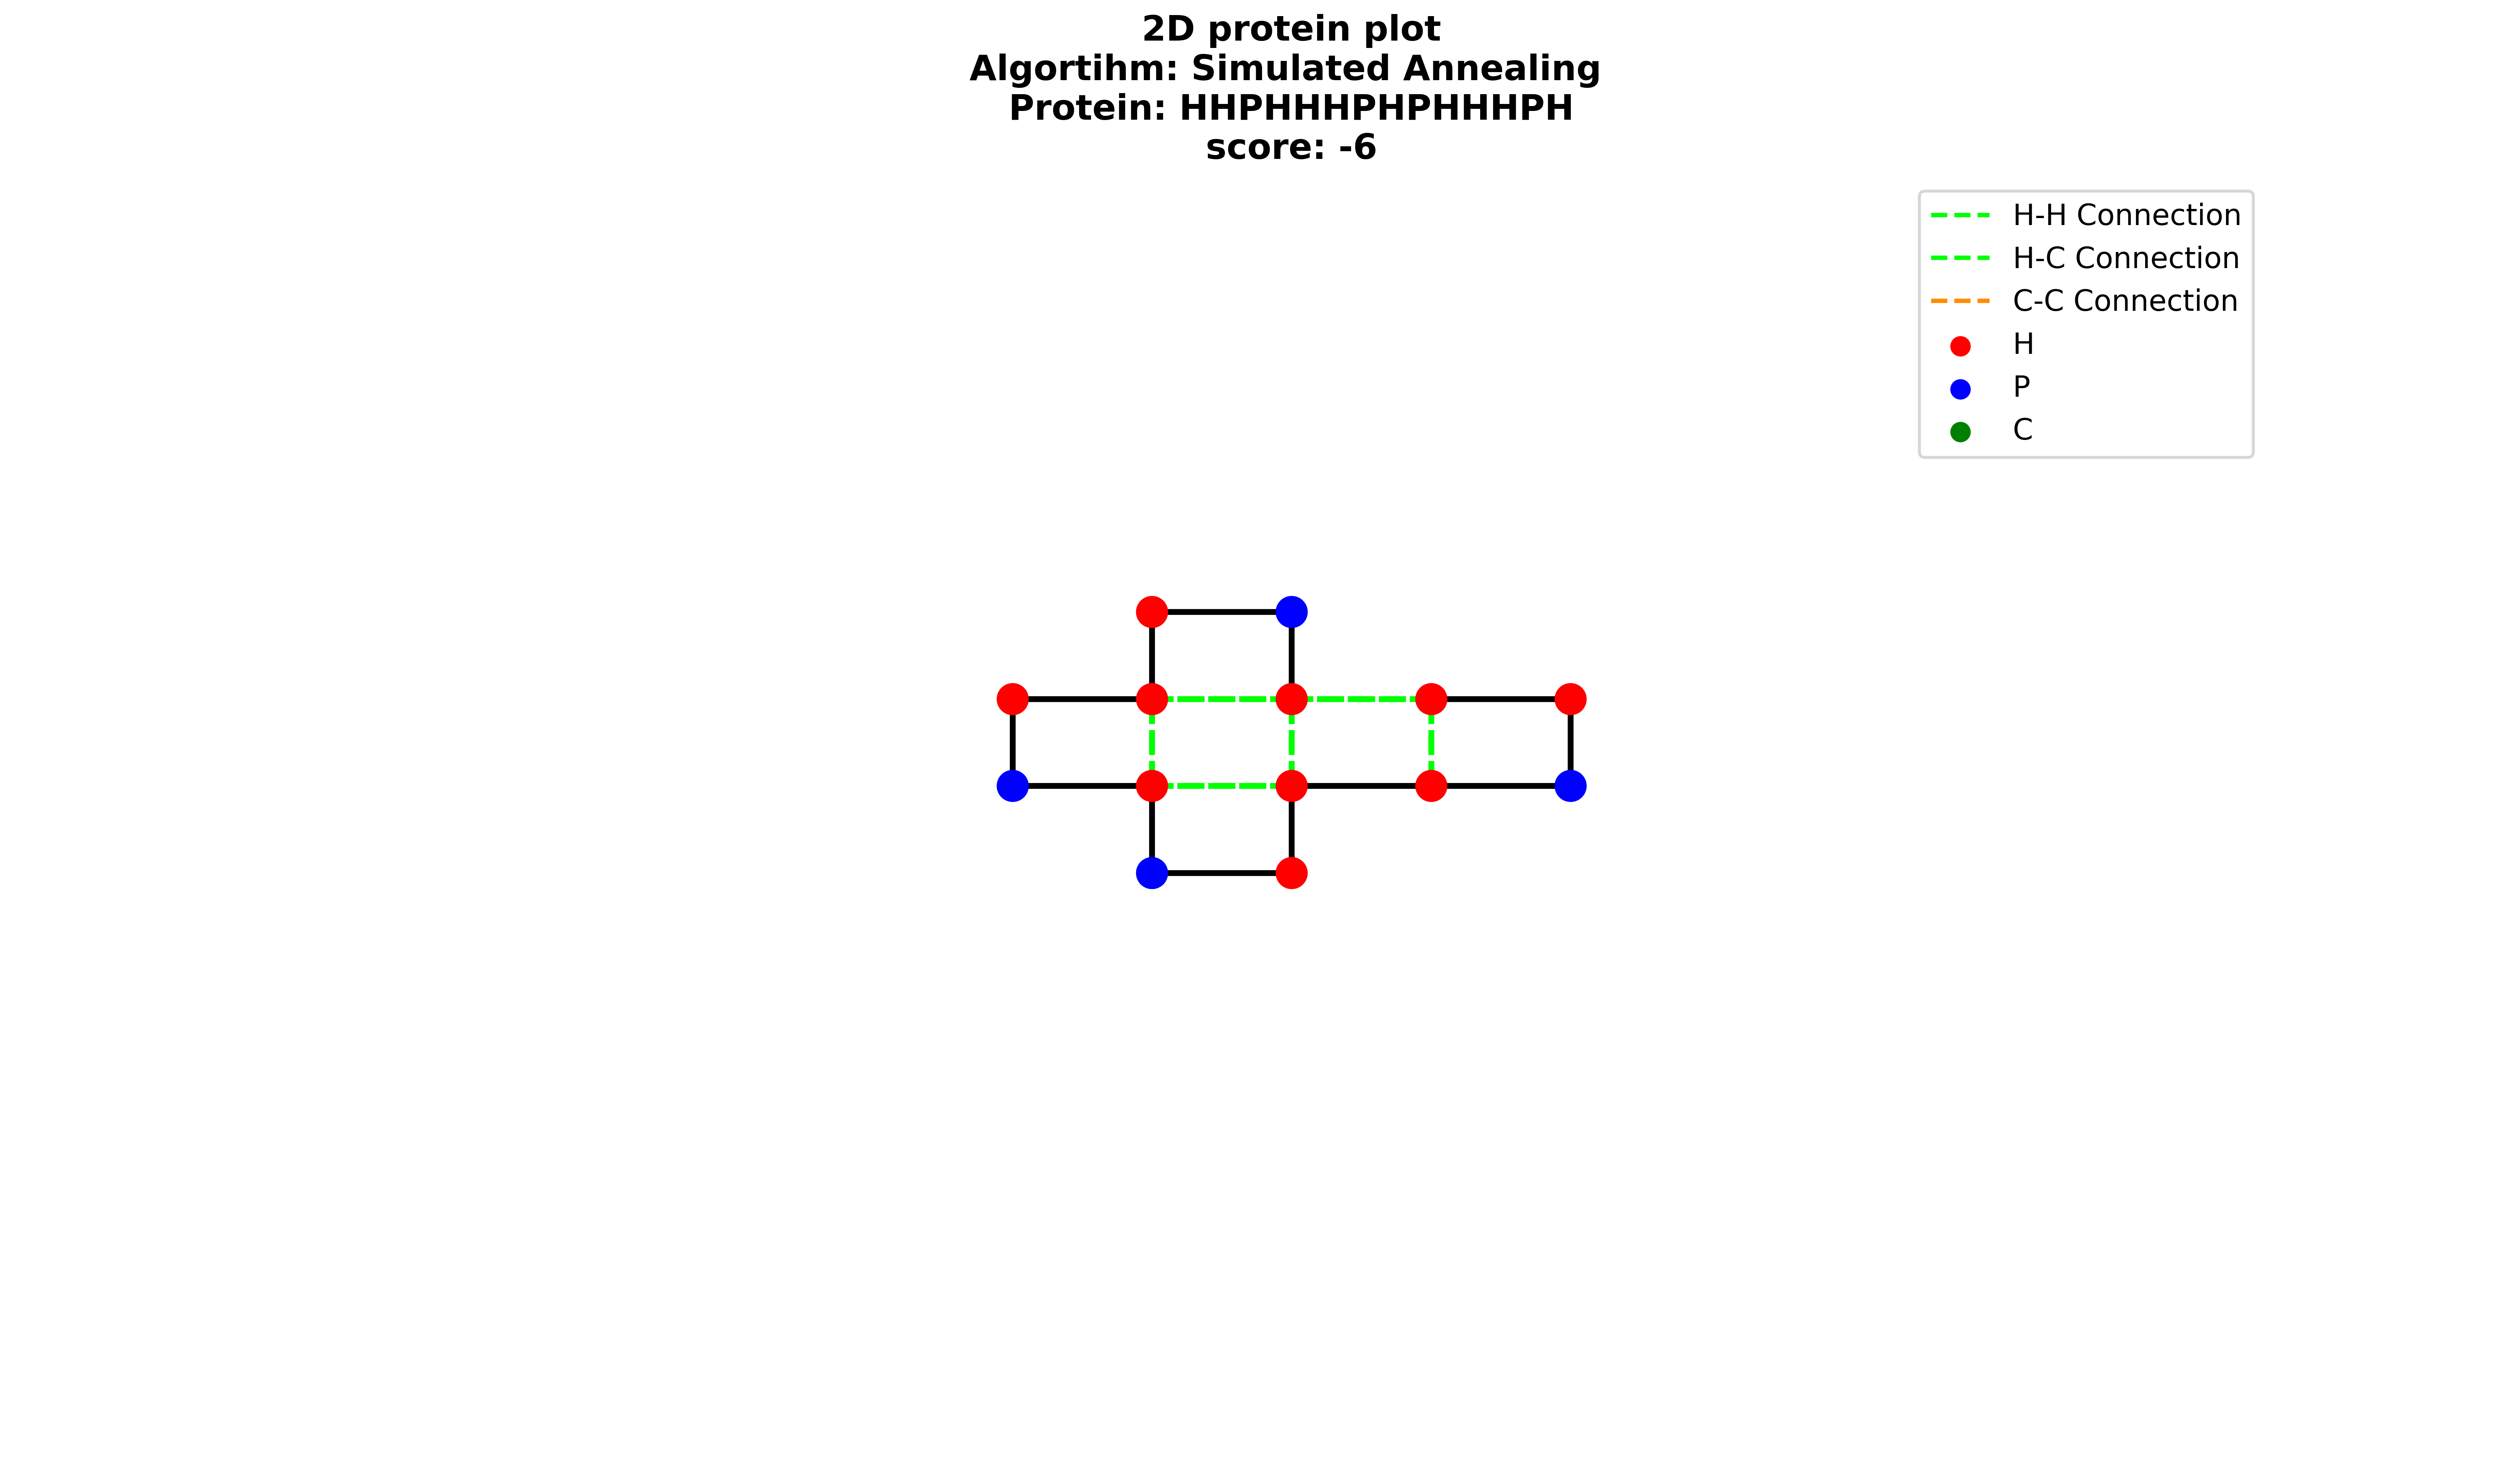 2D protein plot
Algortihm: Simulated Annealing
Protein: HHPHHHPHPHHHPH
score: -6
H-H Connection
H-C Connection
C-C Connection
H
P
C